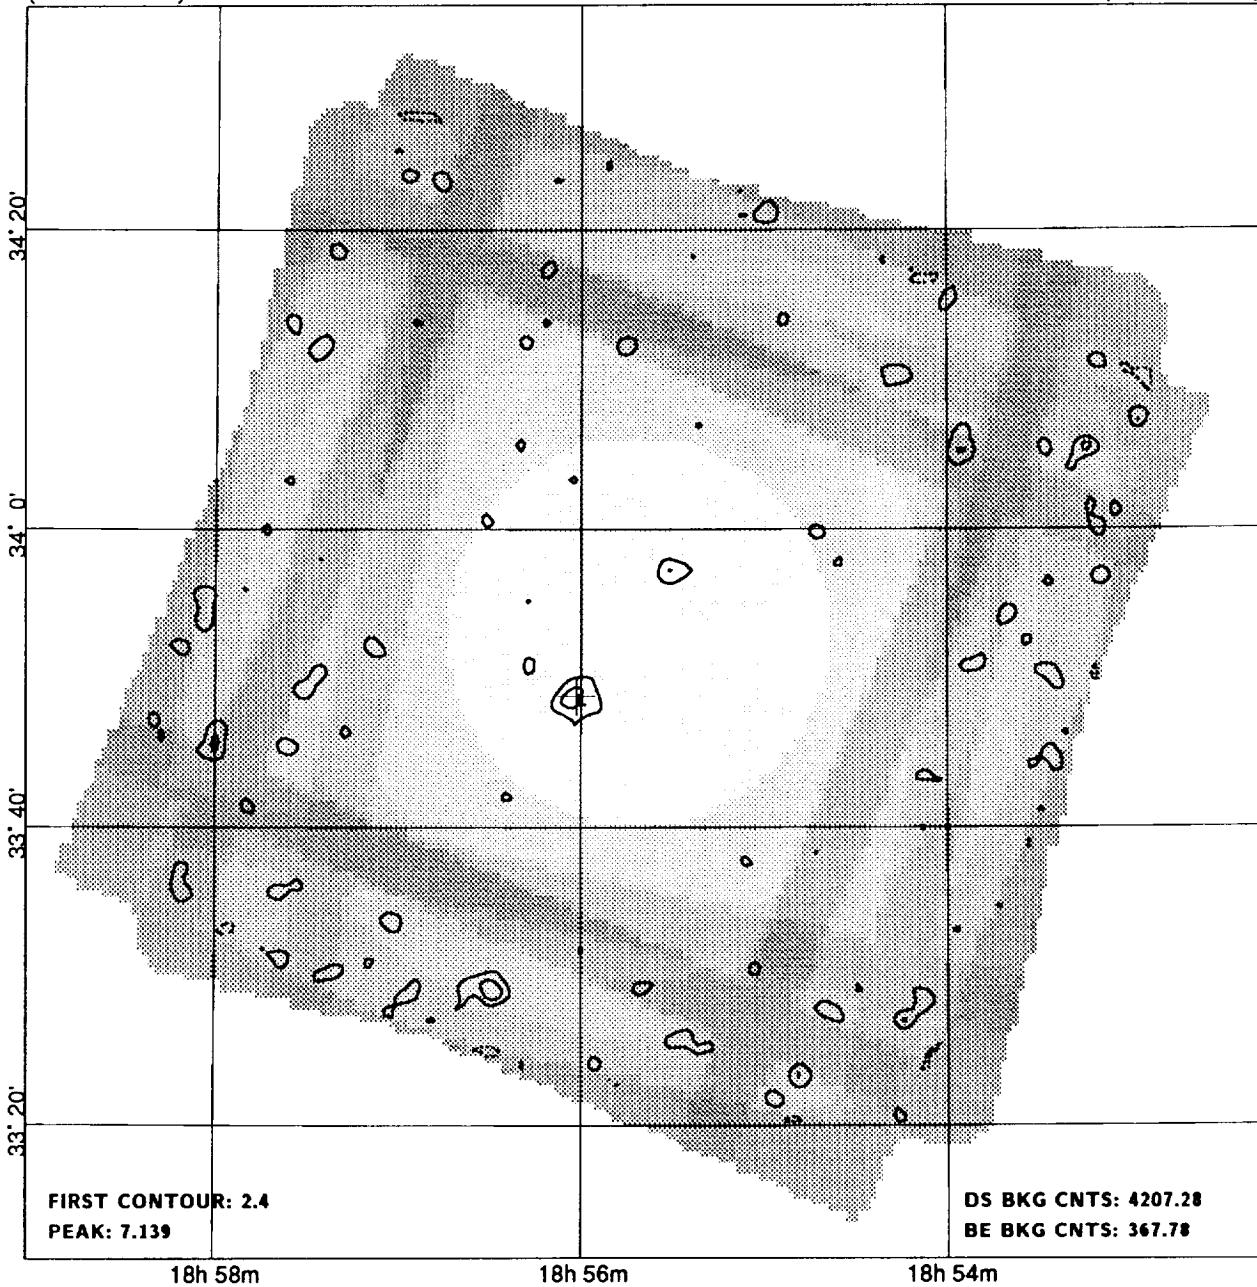 34° 20'
34° 0'
33° 40'
33° 20'
FIRST CONTOUR: 2.4
PEAK: 7.139
DS BKG CNTS: 4207.28
BE BKG CNTS: 367.78
18h 58m
18h 56m
18h 54m